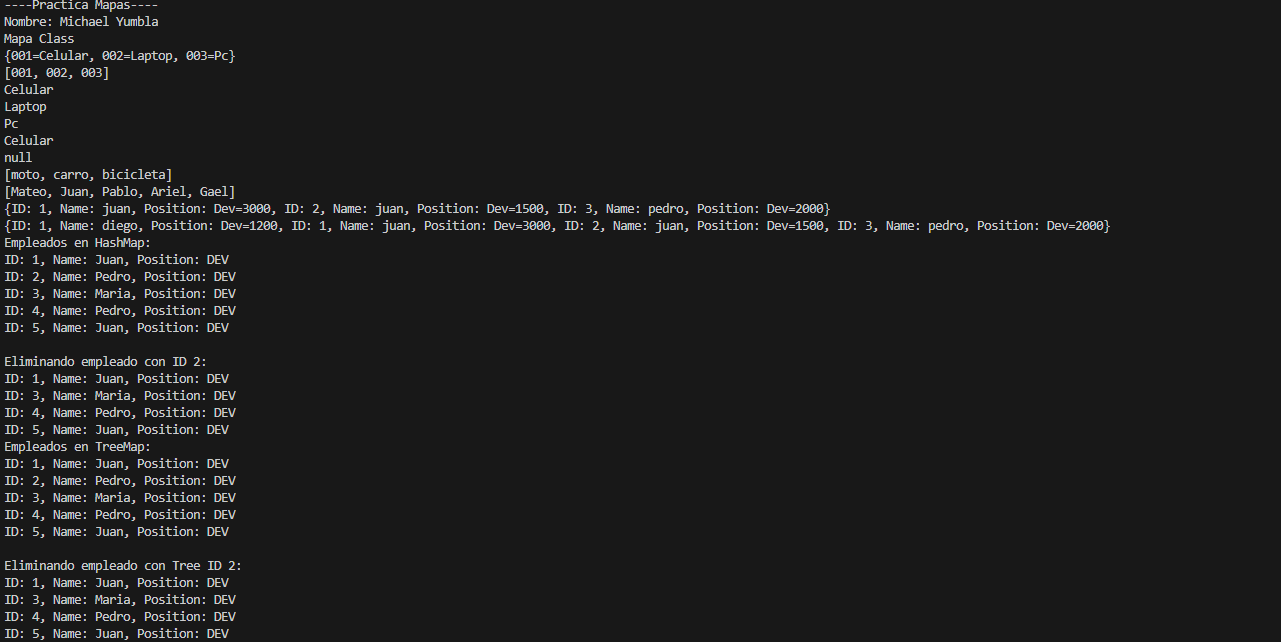 ----Practica Mapas----
Nombre: Michael Yumbla
Mapa Class
{001=Celular, 002=Laptop, 003=Pc}
[001, 002, 003]
Celular
Laptop
Pc
Celular
null
[moto, carro, bicicleta]
[Mateo, Juan, Pablo, Ariel, Gael]
{ID: 1, Name: juan, Position: Dev=3000, ID: 2, Name: juan, Position: Dev=1500, ID: 3, Name: pedro, Position: Dev=2000}
{ID: 1, Name: diego, Position: Dev=1200, ID: 1, Name: juan, Position: Dev=3000, ID: 2, Name: juan, Position: Dev=1500, ID: 3, Name: pedro, Position: Dev=2000}
Empleados en HashMap:
ID: 1, Name: Juan, Position: DEV
ID: 2, Name: Pedro, Position: DEV
ID: 3, Name: Maria, Position: DEV
ID: 4, Name: Pedro, Position: DEV
ID: 5, Name: Juan, Position: DEV

Eliminando empleado con ID 2:
ID: 1, Name: Juan, Position: DEV
ID: 3, Name: Maria, Position: DEV
ID: 4, Name: Pedro, Position: DEV
ID: 5, Name: Juan, Position: DEV
Empleados en TreeMap:
ID: 1, Name: Juan, Position: DEV
ID: 2, Name: Pedro, Position: DEV
ID: 3, Name: Maria, Position: DEV
ID: 4, Name: Pedro, Position: DEV
ID: 5, Name: Juan, Position: DEV

Eliminando empleado con Tree ID 2:
ID: 1, Name: Juan, Position: DEV
ID: 3, Name: Maria, Position: DEV
ID: 4, Name: Pedro, Position: DEV
ID: 5, Name: Juan, Position: DEV